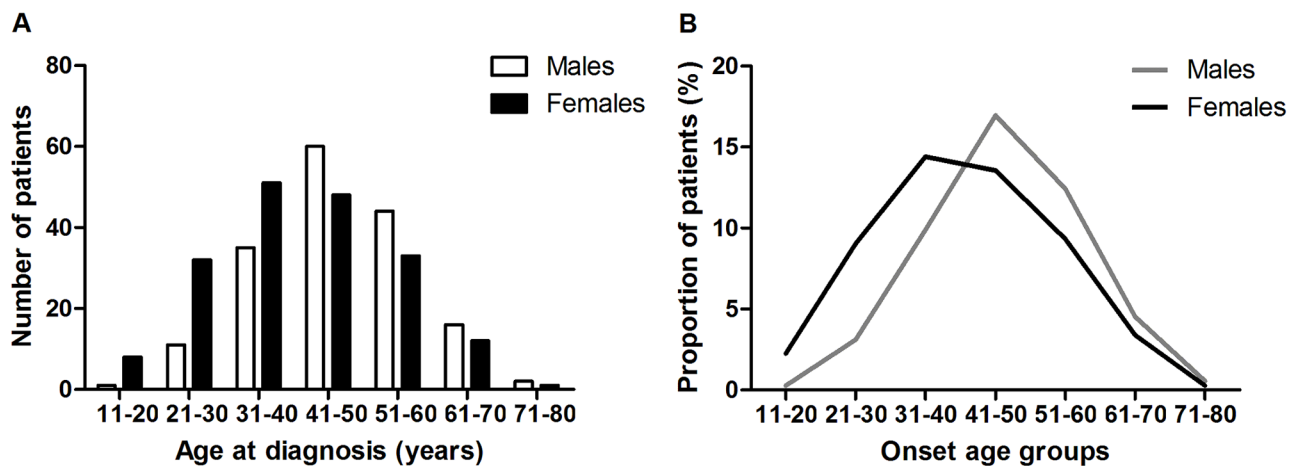 A
Number of patients
80
60
40
20
0
Males
Females
11-20 21-30 31-40 41-50 51-60 61-70 71-80
Age at diagnosis (years)
B
Proportion of patients (%)
20
15
10
5
0
Males
Females
11-20 21-30 31-40 41-50 51-60 61-70 71-80
Onset age groups